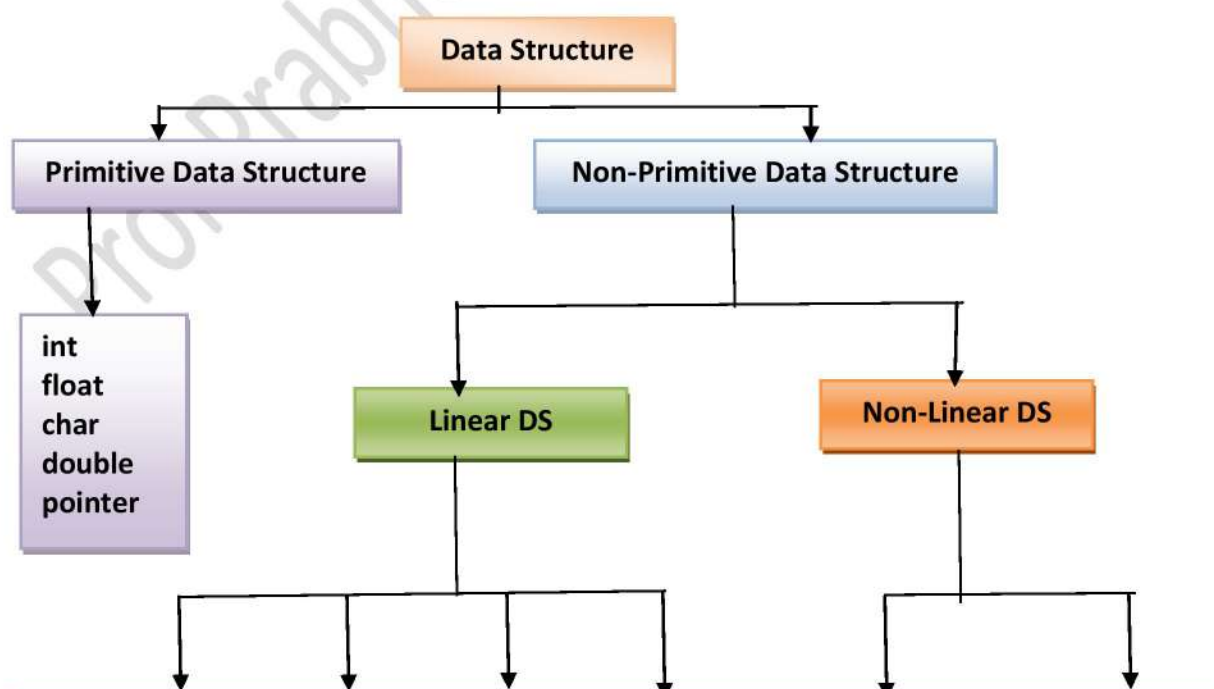 Data Structure
Primitive Data Structure
Non-Primitive Data Structure
int
float
char
double
pointer
Linear DS
Non-Linear DS